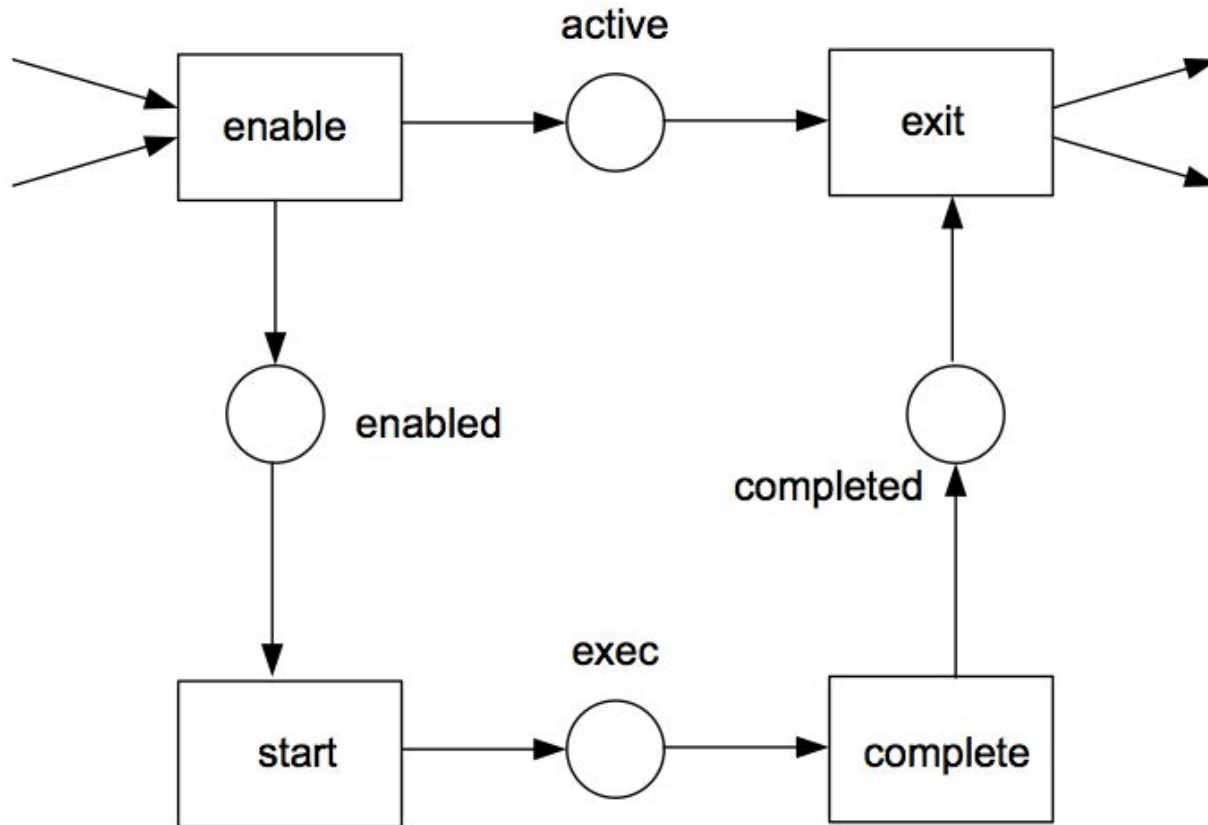 active
enable
exit
enabled
completed
exec
start
complete